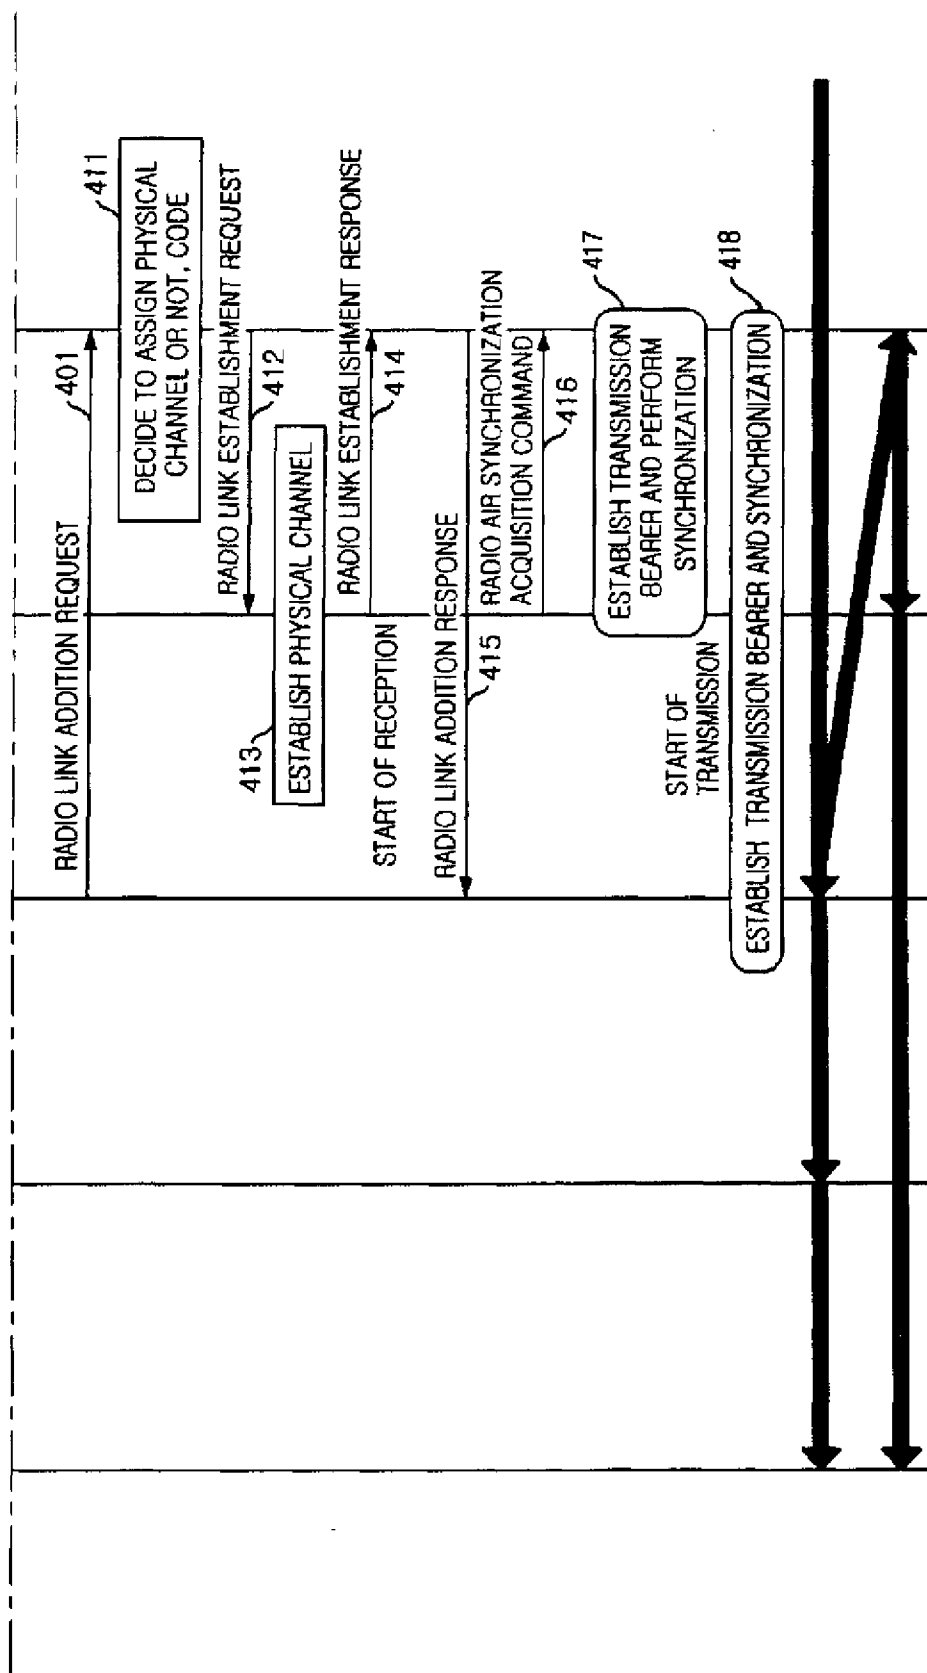 RADIO LINK ADDITION REQUEST
401
411
DECIDE TO ASSIGN PHYSICAL
CHANNEL OR NOT, CODE
RADIO LINK ESTABLISHMENT REQUEST
412
413
ESTABLISH PHYSICAL CHANNEL
RADIO LINK ESTABLISHMENT RESPONSE
414
START OF RECEPTION
RADIO LINK ADDITION RESPONSE
415
RADIO AIR SYNCHRONIZATION
ACQUISITION COMMAND
416
417
ESTABLISH TRANSMISSION
BEARER AND PERFORM
SYNCHRONIZATION
START OF
TRANSMISSION
418
ESTABLISH TRANSMISSION BEARER AND SYNCHRONIZATION